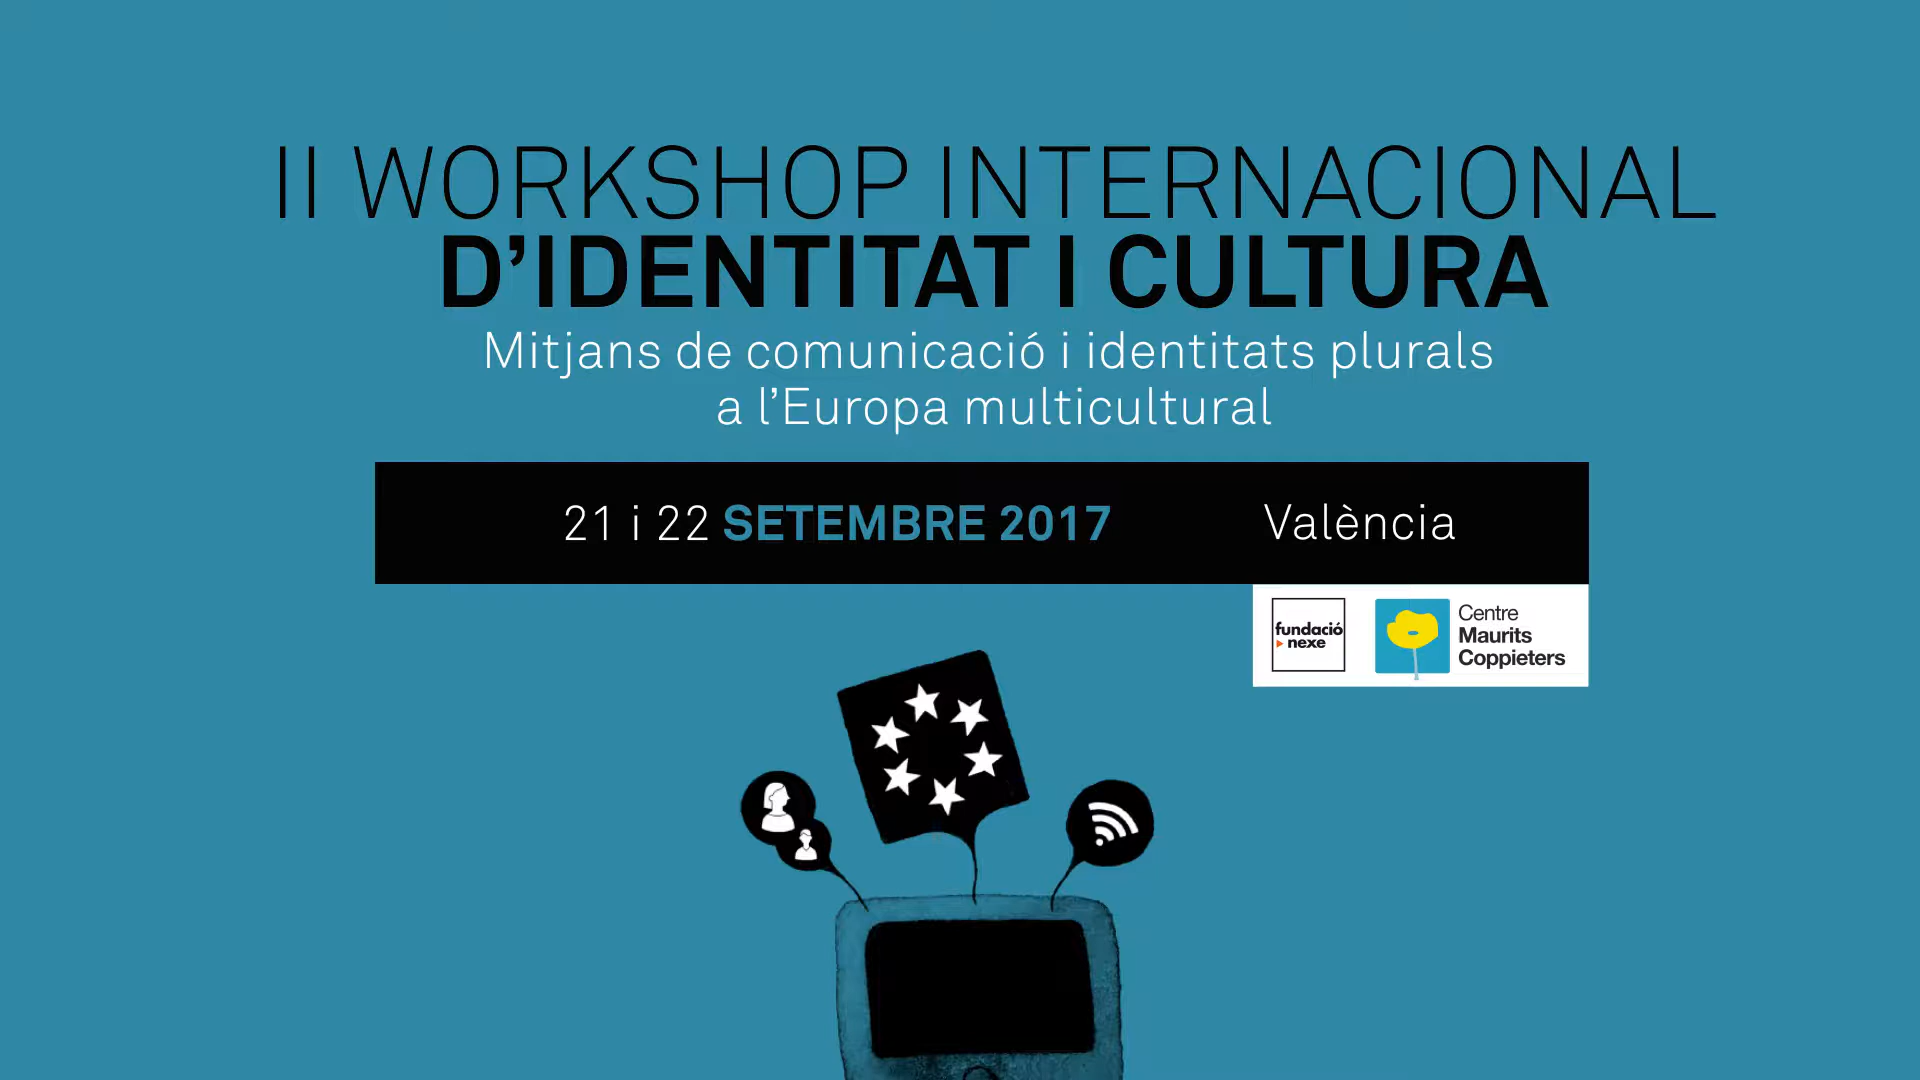 II WORKSHOP INTERNACIONAL
D’IDENTITAT I CULTURA
Mitjans de comunicació i identitats plurals
a l’Europa multicultural
21 i 22 SETEMBRE 2017
València
fundació
nexe
Centre
Maurits
Coppieters